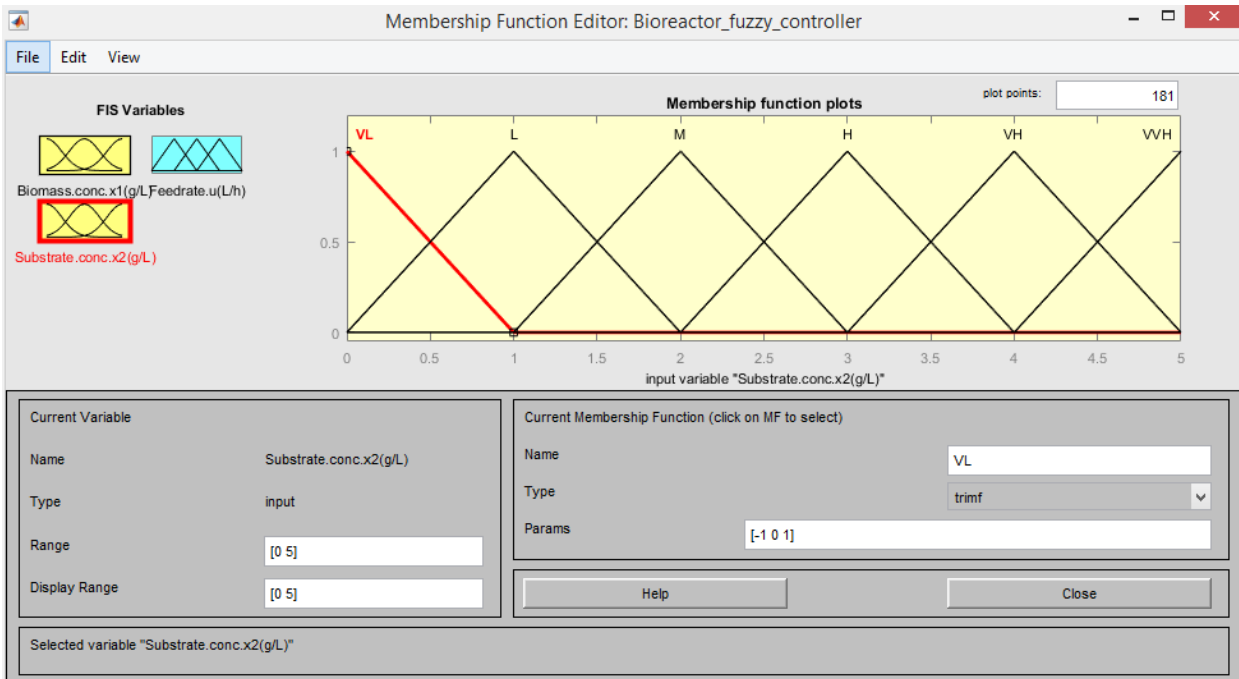 Membership Function Editor: Bioreactor_fuzzy_controller
File Edit View
FIS Variables
Biomass.conc.x1(g/L)
Feedrate.u(L/h)
Substrate.conc.x2(g/L)
Membership function plots
plot points: 181
VL L M H VH VVH
1
0.5
0
0 0.5 1 1.5 2 2.5 3 3.5 4 4.5 5
input variable "Substrate.conc.x2(g/L)"
Current Variable
Name Substrate.conc.x2(g/L)
Type input
Range [0 5]
Display Range [0 5]
Current Membership Function (click on MF to select)
Name VL
Type trimf
Params [-1 0 1]
Help Close
Selected variable "Substrate.conc.x2(g/L)"